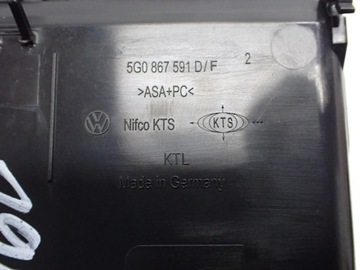 5G0 867 591 D/F 2
>ASA+PC<
Nifco KTS KTS
KTL
Made in Germany